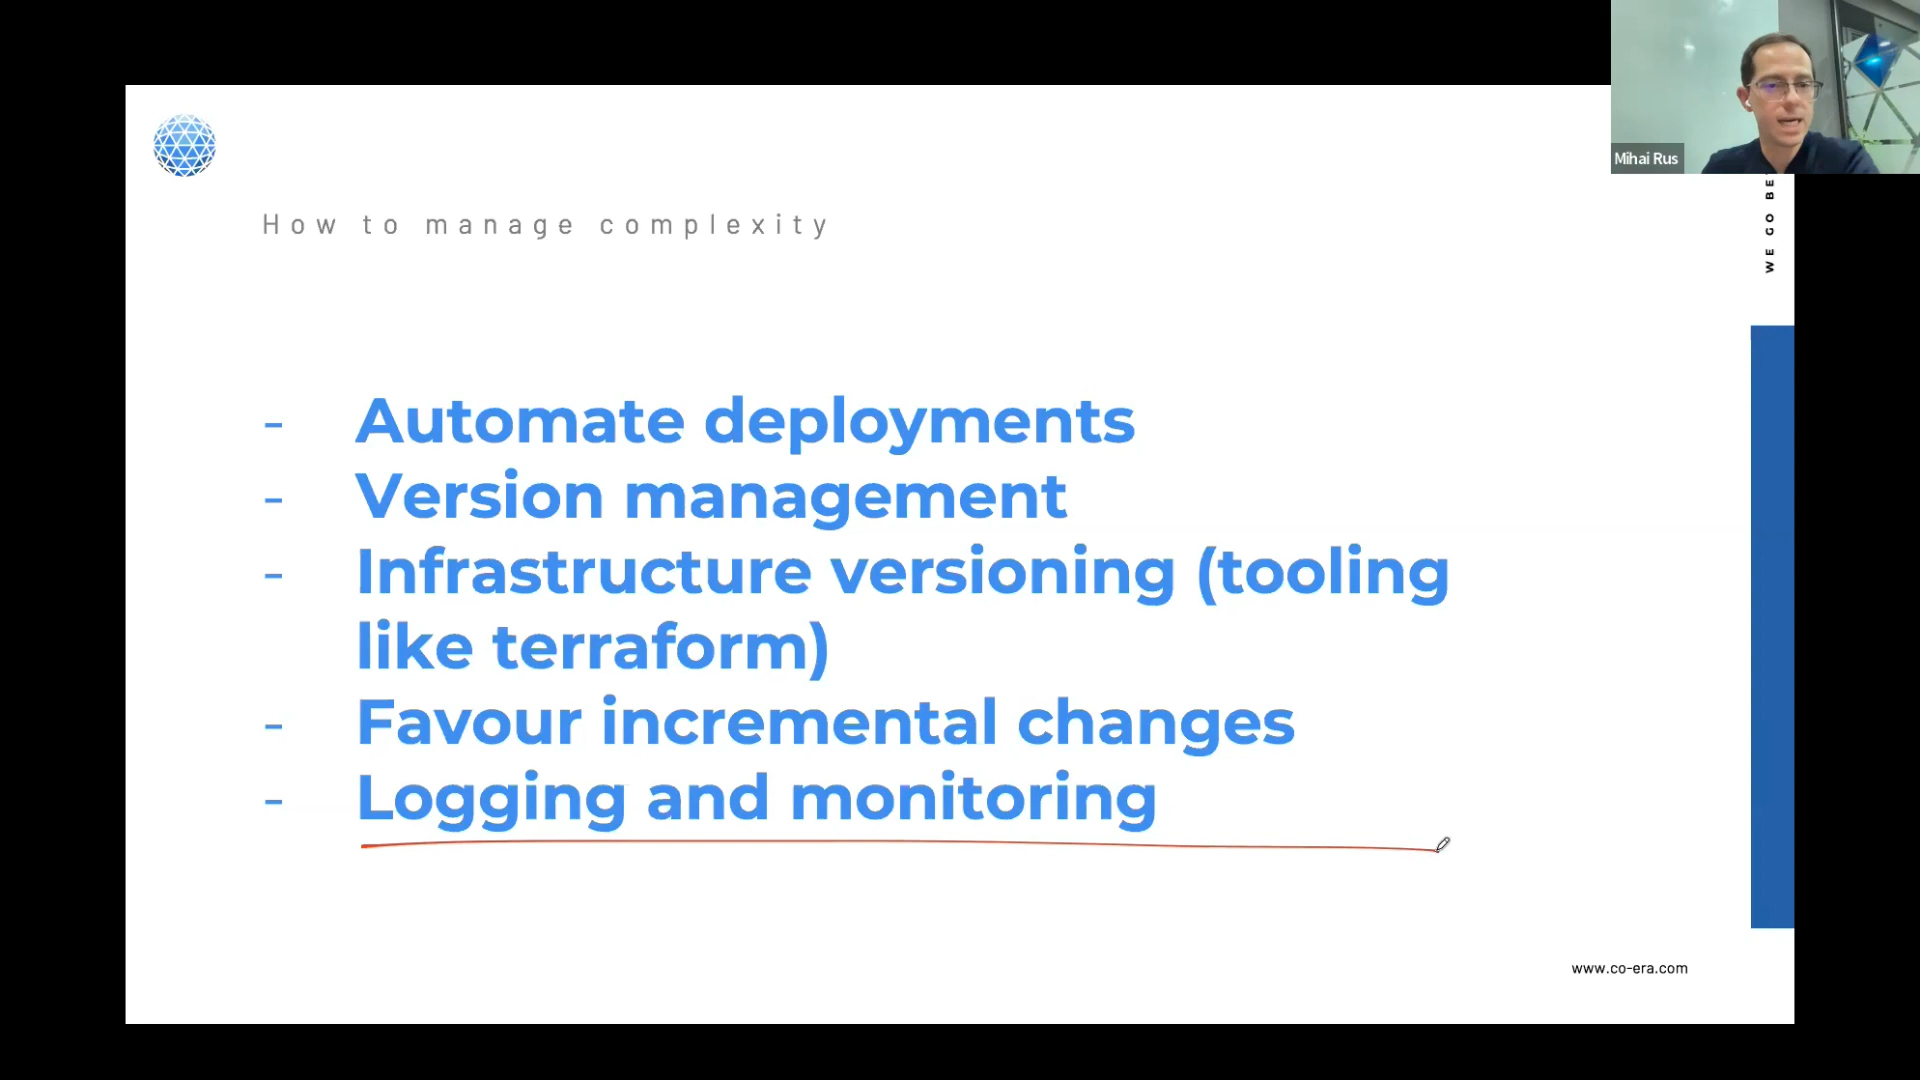 Mihai Rus
WE GO BE
How to manage complexity
- Automate deployments
- Version management
- Infrastructure versioning (tooling
like terraform)
- Favour incremental changes
- Logging and monitoring
www.co-era.com